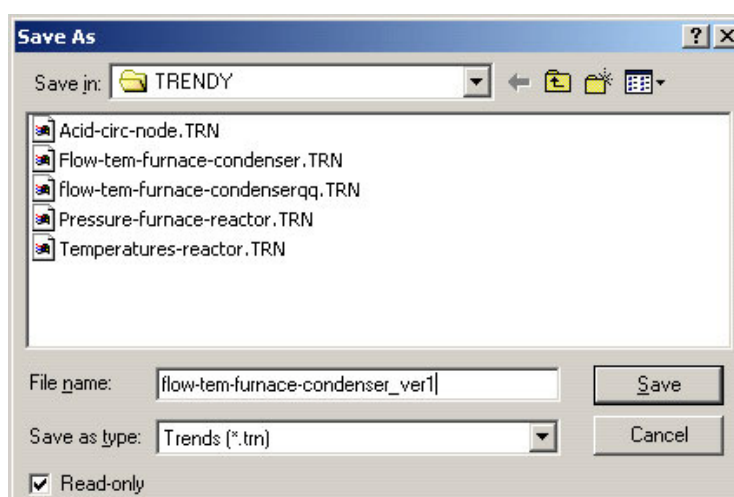 Save As
Save in: TRENDY
Acid-circ-node.TRN
Flow-tem-furnace-condenser.TRN
flow-tem-furnace-condenserqq.TRN
Pressure-furnace-reactor.TRN
Temperatures-reactor.TRN
File name: flow-tem-furnace-condenser_ver1 Save
Save as type: Trends (*.trn) Cancel
Read-only